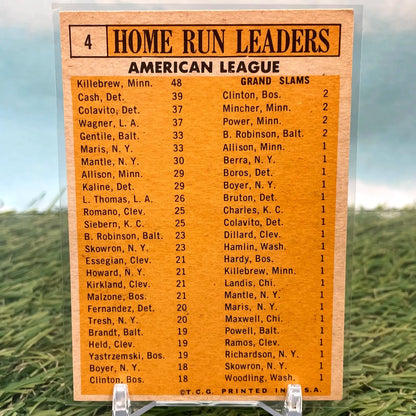 4 HOME RUN LEADERS
AMERICAN LEAGUE
Killebrew, Minn. 48
Cash, Det. 39
Colavito, Det. 37
Wagner, L. A. 37
Gentile, Balt. 33
Maris, N. Y. 33
Mantle, N. Y. 30
Allison, Minn. 29
Kaline, Det. 29
L. Thomas, L. A. 26
Romano, Clev. 25
Siebern, K. C. 25
B. Robinson, Balt. 23
Skowron, N. Y. 23
Essegian, Clev. 21
Howard, N. Y. 21
Kirkland, Clev. 21
Malzone, Bos. 21
Fernandez, Det. 20
Tresh, N. Y. 20
Brandt, Balt. 19
Held, Clev. 19
Yastrzemski, Bos. 19
Boyer, N. Y. 18
Clinton, Bos. 18
GRAND SLAMS
Clinton, Bos. 2
Mincher, Minn. 2
Power, Minn. 2
B. Robinson, Balt. 2
Allison, Minn. 1
Berra, N. Y. 1
Boros, Det. 1
Boyer, N. Y. 1
Bruton, Det. 1
Charles, K. C. 1
Colavito, Det. 1
Dillard, Clev. 1
Hamlin, Wash. 1
Hardy, Bos. 1
Killebrew, Minn. 1
Landis, Chi. 1
Mantle, N. Y. 1
Maris, N. Y. 1
Maxwell, Chi. 1
Powell, Balt. 1
Ramos, Clev. 1
Richardson, N. Y. 1
Skowron, N. Y. 1
Woodling, Wash. 1
©T.C.G. PRINTED IN U.S.A.